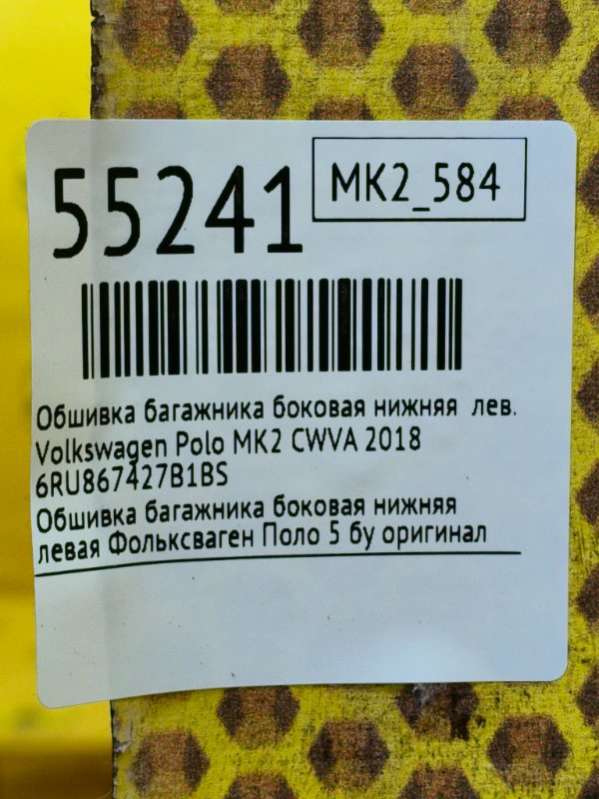 55241
MK2_584
Обшивка багажника боковая нижняя лев.
Volkswagen Polo MK2 CWVA 2018
6RU867427B1BS
Обшивка багажника боковая нижняя
левая Фольксваген Поло 5 бу оригинал